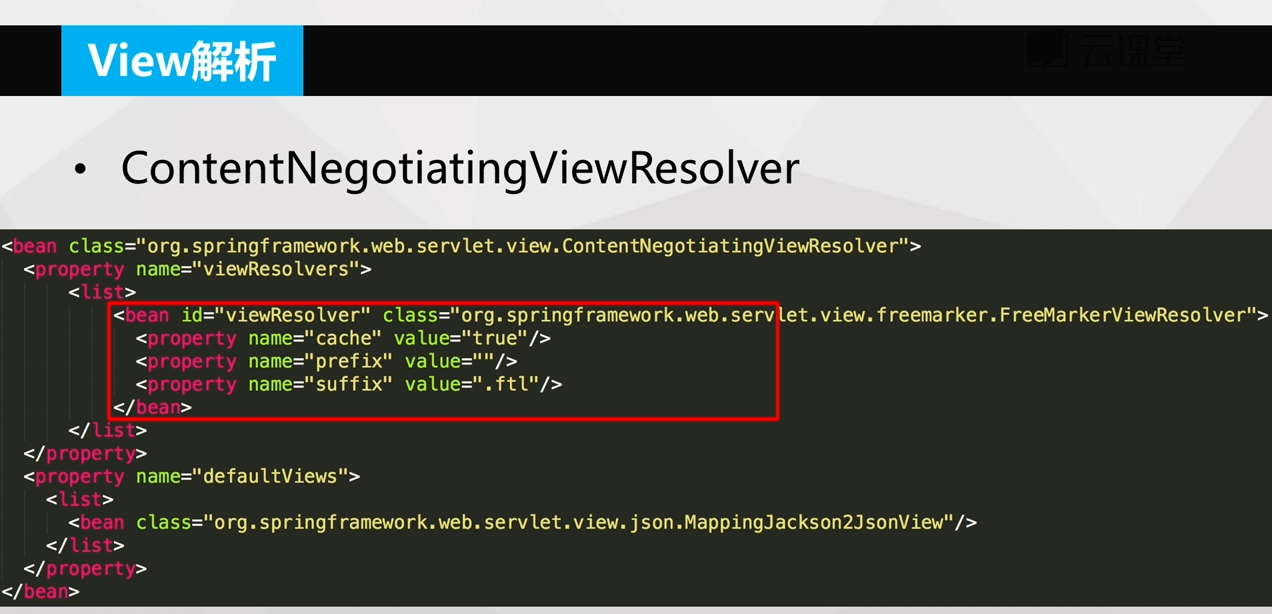 View解析
云课堂
• ContentNegotiatingViewResolver
<bean class="org.springframework.web.servlet.view.ContentNegotiatingViewResolver">
<property name="viewResolvers">
<list>
<bean id="viewResolver" class="org.springframework.web.servlet.view.freemarker.FreeMarkerViewResolver">
<property name="cache" value="true"/>
<property name="prefix" value=""/>
<property name="suffix" value=".ftl"/>
</bean>
</list>
</property>
<property name="defaultViews">
<list>
<bean class="org.springframework.web.servlet.view.json.MappingJackson2JsonView"/>
</list>
</property>
</bean>